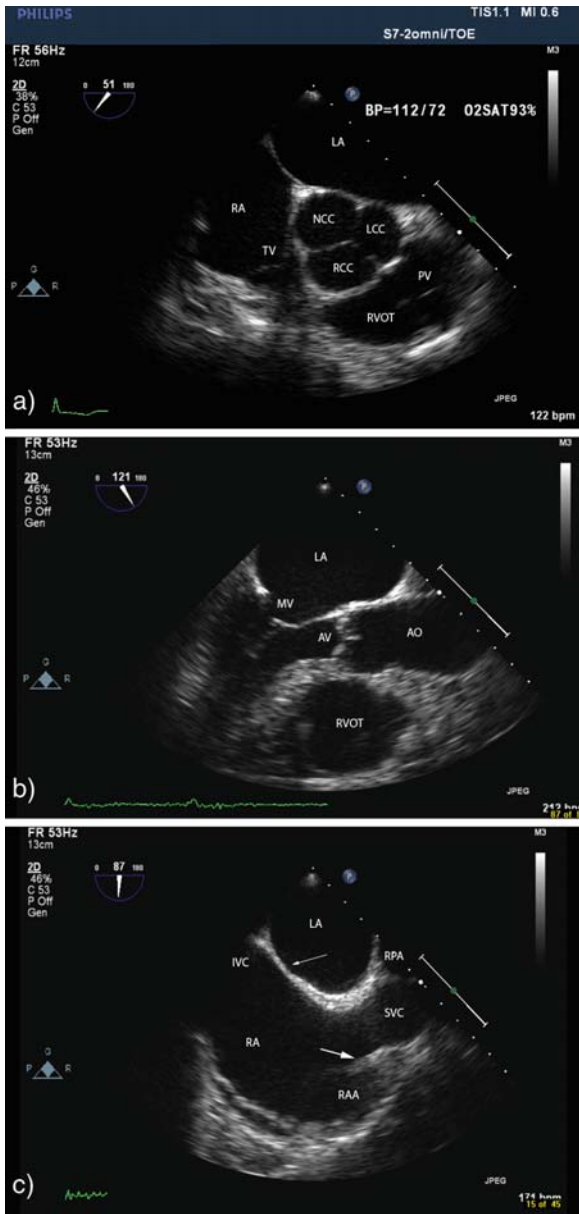 PHILIPS
TIS1.1 MI 0.6
S7-2omni/TOE
FR 56Hz
12cm
M3
2D
38%
C 53
P Off
Gen
0 51 180
BP=112/72 O2SAT93%
LA
RA
NCC
LCC
TV
RCC
PV
RVOT
G
P R
a)
JPEG
122 bpm
FR 53Hz
13cm
M3
2D
46%
C 53
P Off
Gen
0 121 180
LA
MV
AV
AO
RVOT
G
P R
b)
JPEG
FR 53Hz
13cm
M3
2D
46%
C 53
P Off
Gen
0 87 180
LA
IVC
RPA
SVC
RA
RAA
G
P R
c)
JPEG
171 bpm
15 of 45